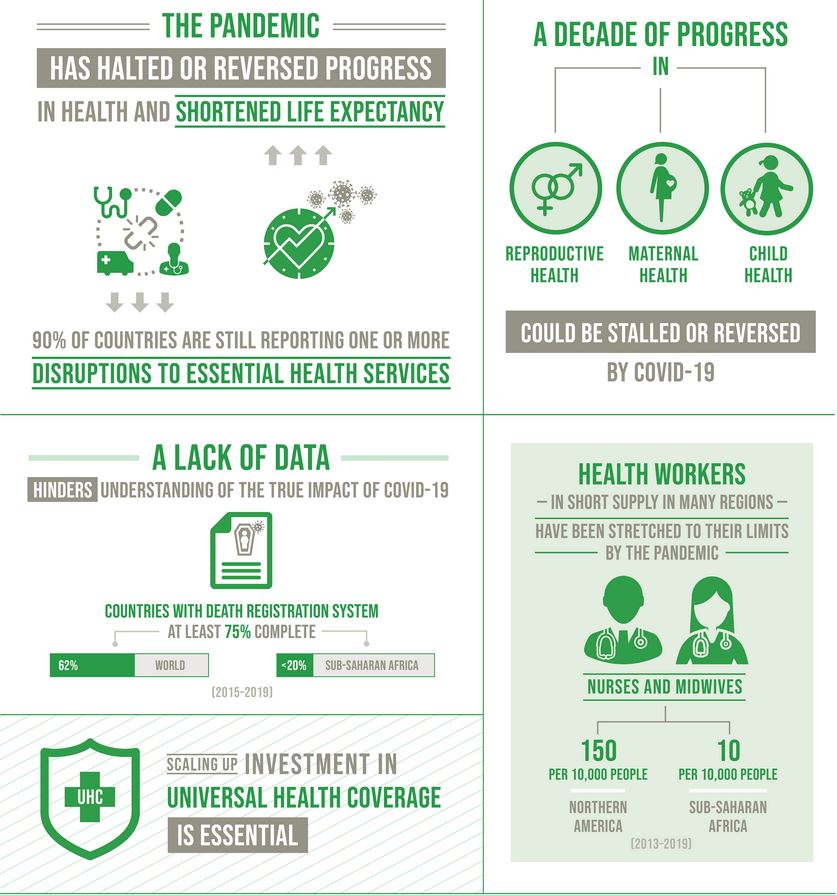 THE PANDEMIC
HAS HALTED OR REVERSED PROGRESS
IN HEALTH AND SHORTENED LIFE EXPECTANCY
90% OF COUNTRIES ARE STILL REPORTING ONE OR MORE
DISRUPTIONS TO ESSENTIAL HEALTH SERVICES
A DECADE OF PROGRESS
IN
REPRODUCTIVE
HEALTH
MATERNAL
HEALTH
CHILD
HEALTH
COULD BE STALLED OR REVERSED
BY COVID-19
A LACK OF DATA
HINDERS UNDERSTANDING OF THE TRUE IMPACT OF COVID-19
COUNTRIES WITH DEATH REGISTRATION SYSTEM
AT LEAST 75% COMPLETE
62% WORLD
<20% SUB-SAHARAN AFRICA
(2015-2019)
UHC
SCALING UP INVESTMENT IN
UNIVERSAL HEALTH COVERAGE
IS ESSENTIAL
HEALTH WORKERS
– IN SHORT SUPPLY IN MANY REGIONS –
HAVE BEEN STRETCHED TO THEIR LIMITS
BY THE PANDEMIC
NURSES AND MIDWIVES
150
PER 10,000 PEOPLE
NORTHERN
AMERICA
10
PER 10,000 PEOPLE
SUB-SAHARAN
AFRICA
(2013-2019)